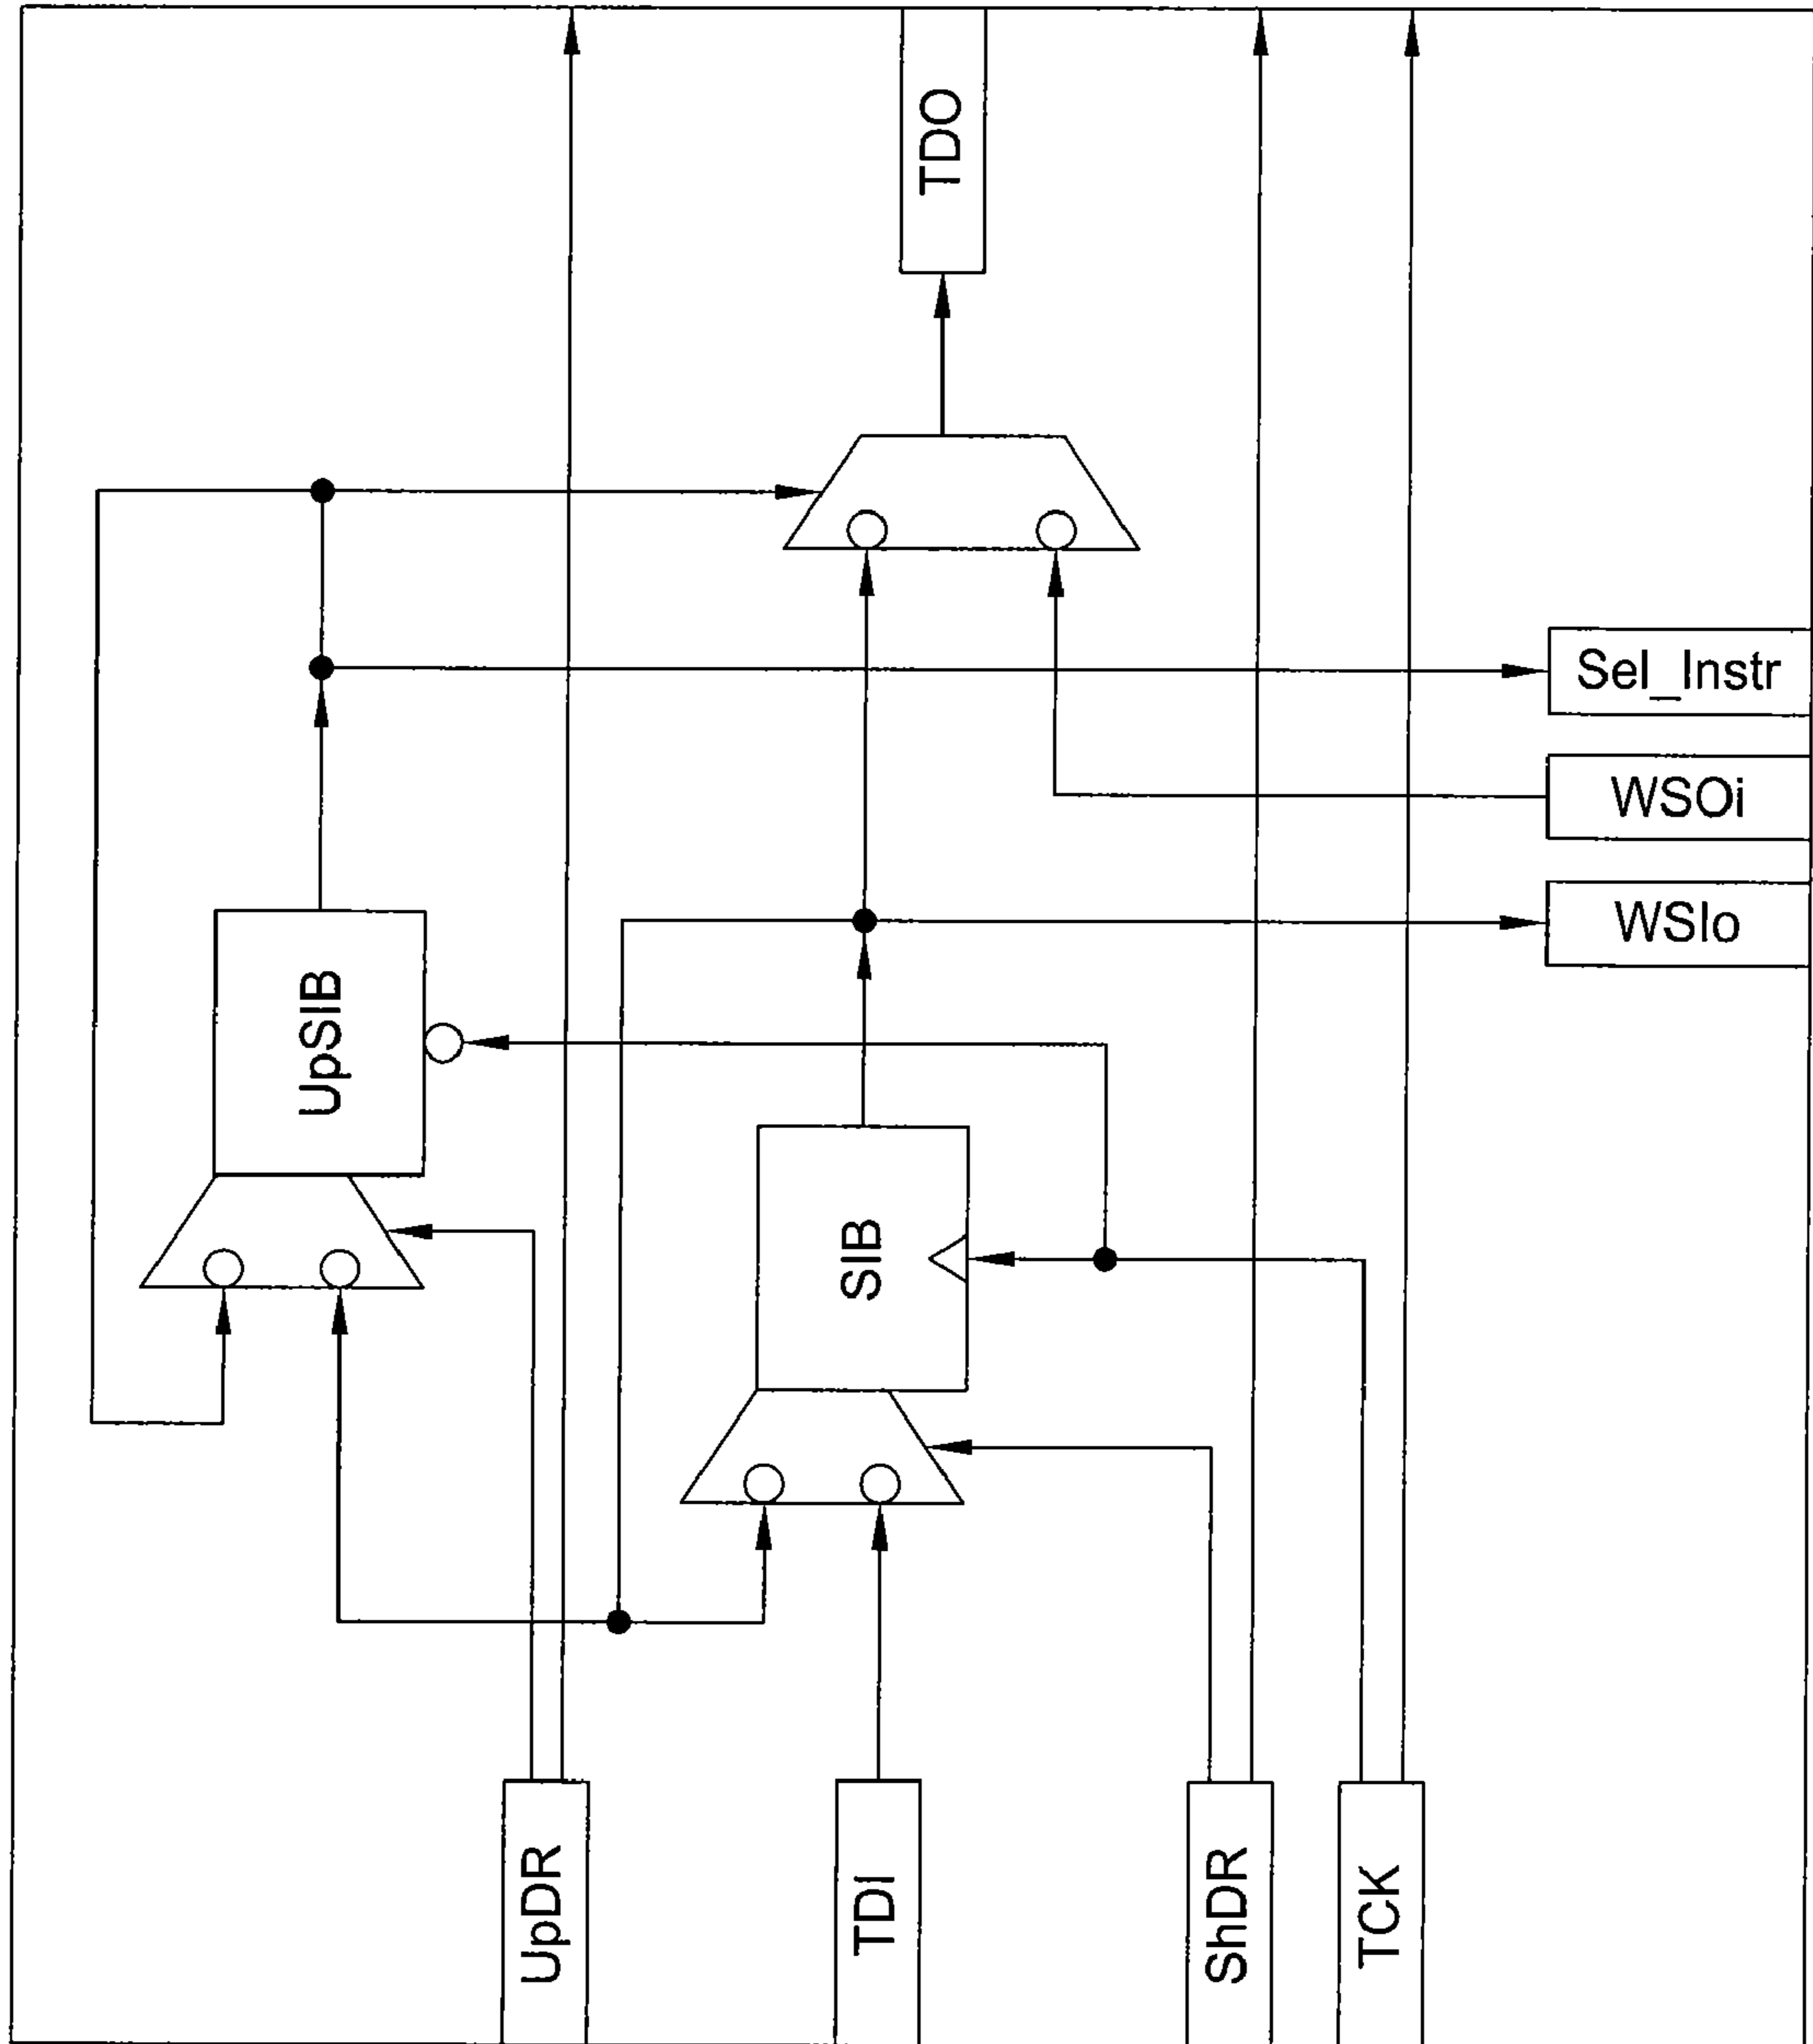 TDO
Sel_Instr
WSOi
WSIo
UpSIB
SIB
UpDR
TDI
ShDR
TCK